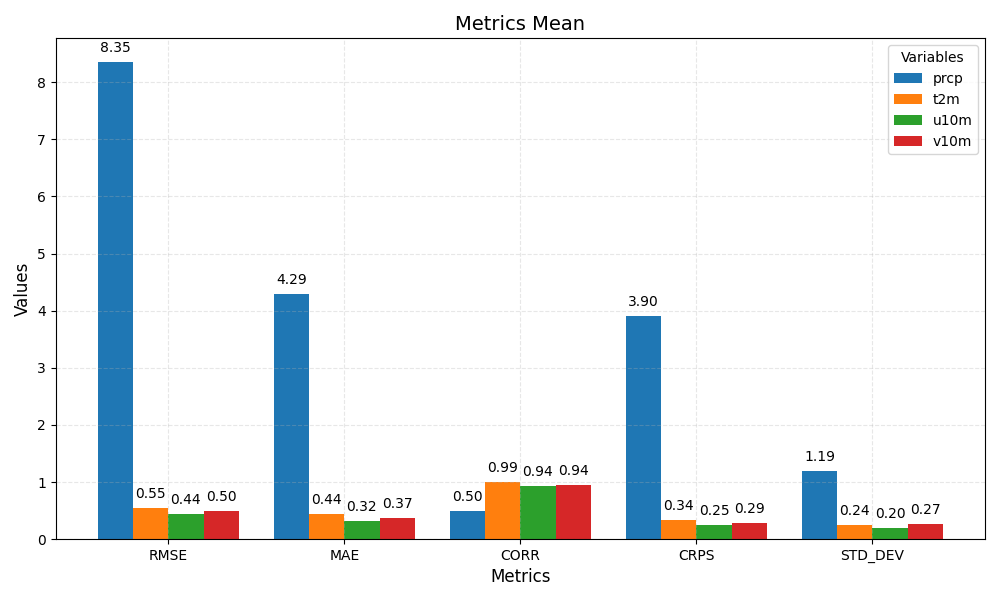 Metrics Mean
Variables
prcp
t2m
u10m
v10m
Values
8
7
6
5
4
3
2
1
0
8.35
0.55
0.44
0.50
4.29
0.44
0.32
0.37
0.50
0.99
0.94
0.94
3.90
0.34
0.25
0.29
1.19
0.24
0.20
0.27
RMSE
MAE
CORR
CRPS
STD_DEV
Metrics